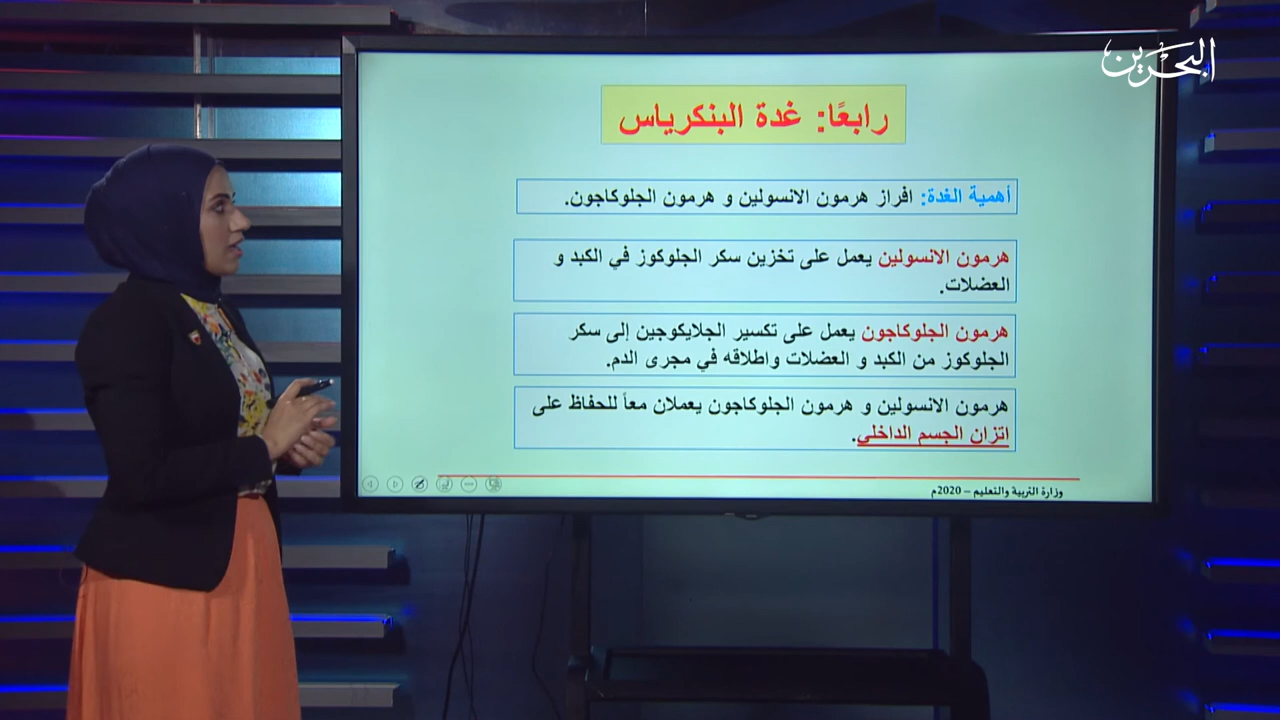 البحرين
رابعًا: غدة البنكرياس
أهمية الغدة: افراز هرمون الانسولين و هرمون الجلوكاجون.
هرمون الانسولين يعمل على تخزين سكر الجلوكوز في الكبد و
العضلات.
هرمون الجلوكاجون يعمل على تكسير الجلايكوجين إلى سكر
الجلوكوز من الكبد و العضلات واطلاقه في مجرى الدم.
هرمون الانسولين و هرمون الجلوكاجون يعملان معاً للحفاظ على
اتزان الجسم الداخلي.
وزارة التربية والتعليم – 2020م